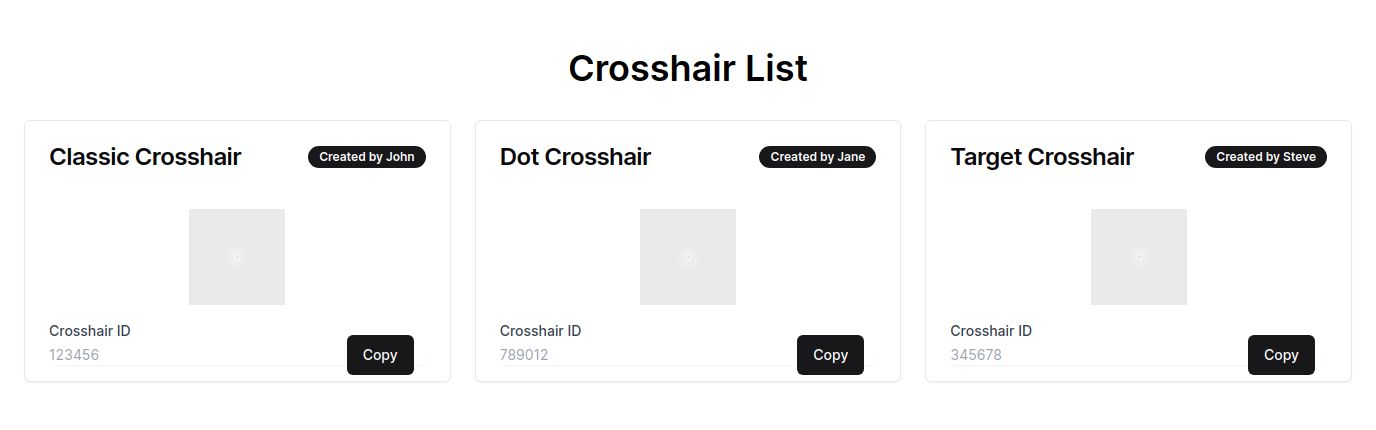 Crosshair List
Classic Crosshair
Created by John
Crosshair ID
123456
Copy
Dot Crosshair
Created by Jane
Crosshair ID
789012
Copy
Target Crosshair
Created by Steve
Crosshair ID
345678
Copy